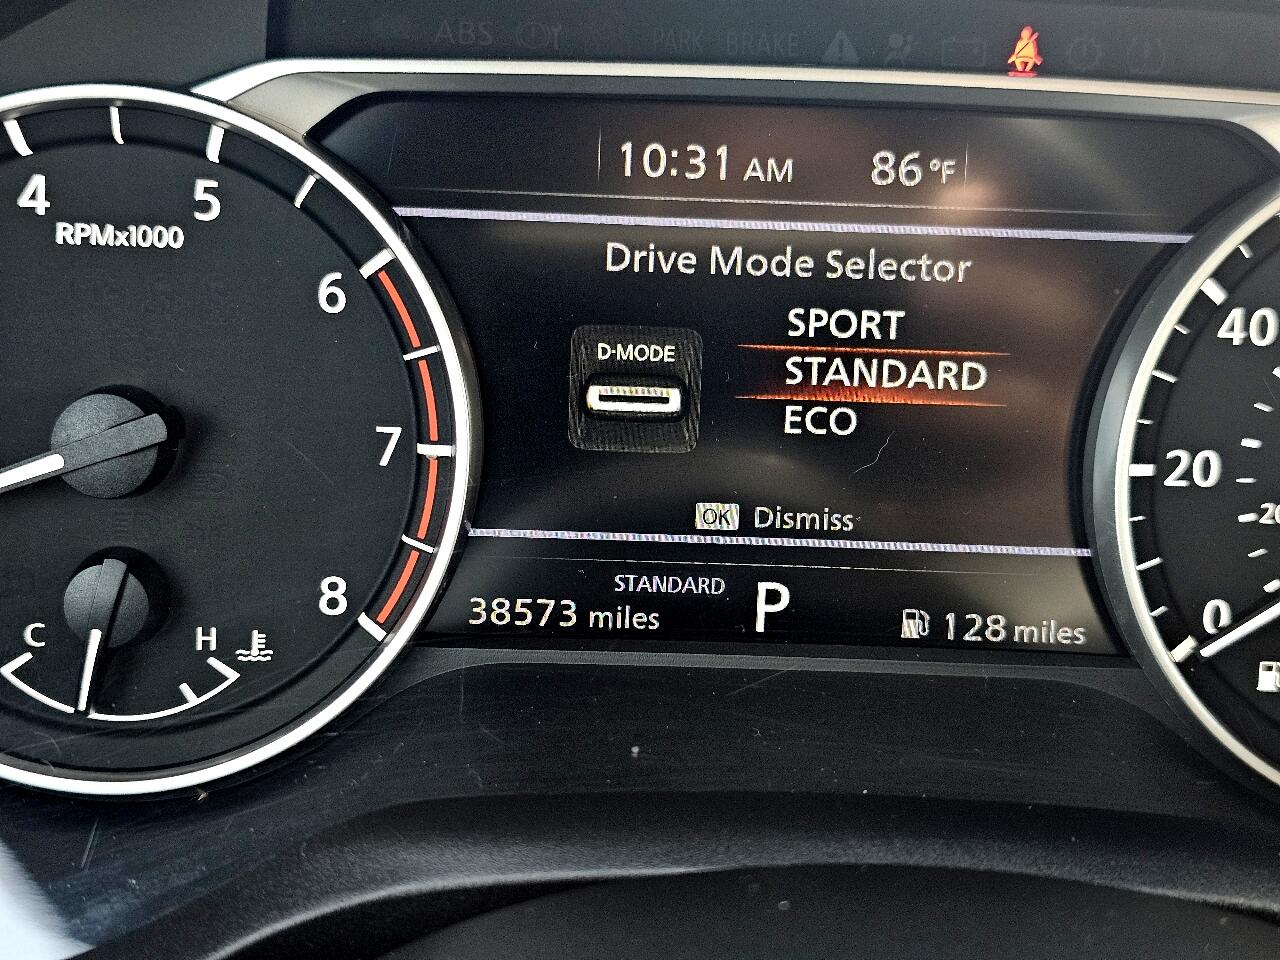 ABS
PARK BRAKE
10:31 AM 86°F
4 5 6 7 8
RPMx1000
Drive Mode Selector
D-MODE
SPORT
STANDARD
ECO
OK Dismiss
STANDARD
38573 miles P 128 miles
C H
40
20
0
20